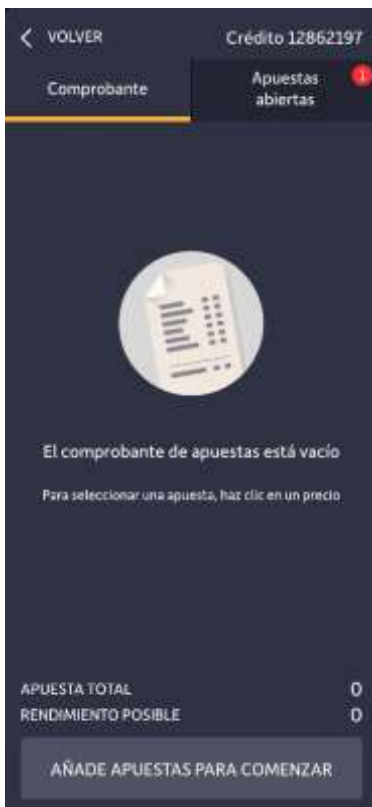 VOLVER
Crédito 12862197
Comprobante
Apuestas
abiertas
1
El comprobante de apuestas está vacío
Para seleccionar una apuesta, haz clic en un precio
APUESTA TOTAL 0
RENDIMIENTO POSIBLE 0
AÑADE APUESTAS PARA COMENZAR